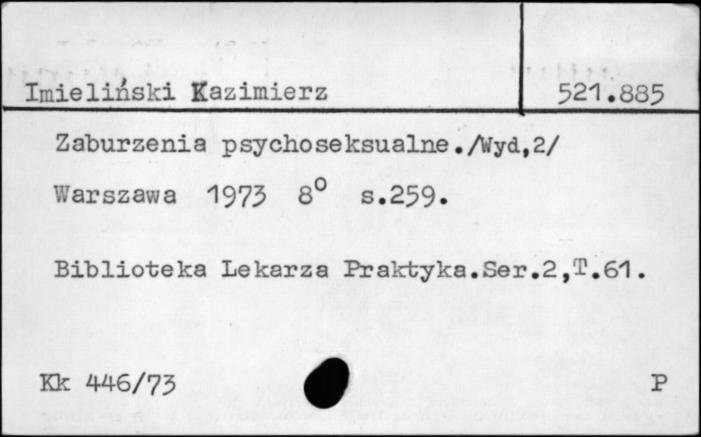 Imieliński Kazimierz 521.885
Zaburzenia psychoseksualne./Wyd,2/
Warszawa 1973 8° s.259.
Biblioteka Lekarza Praktyka.Ser.2,T.61.
Kk 446/73 P